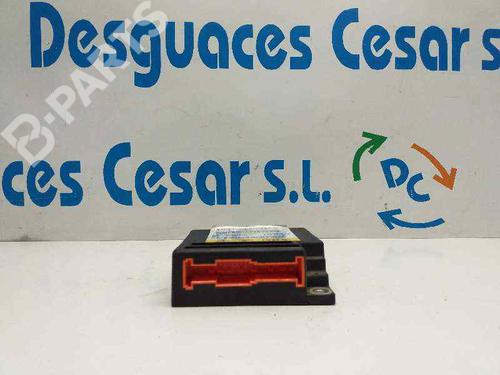 Desguaces Cesar s
ces Cesar S.L.
DC
B-PARTS